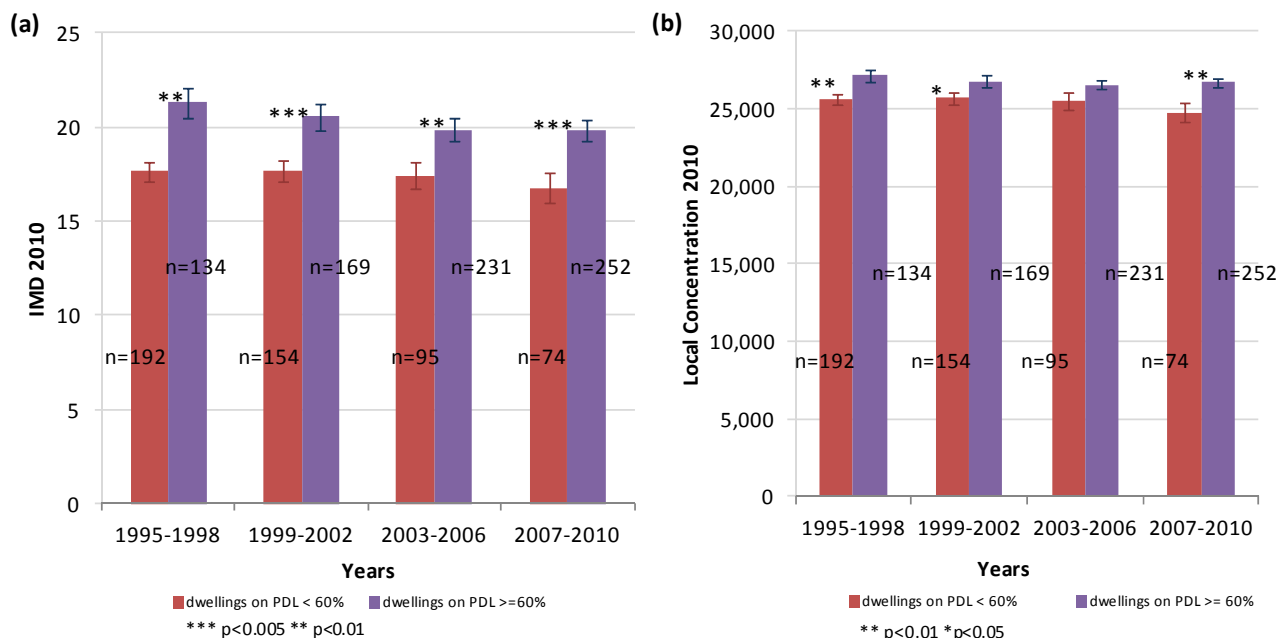 (a)
25
20
15
10
5
0
IMD 2010
**
***
**
***
n=134
n=169
n=231
n=252
n=192
n=154
n=95
n=74
1995-1998
1999-2002
2003-2006
2007-2010
Years
dwellings on PDL < 60%
dwellings on PDL >=60%
*** p<0.005 ** p<0.01
(b)
30,000
25,000
20,000
15,000
10,000
5,000
0
Local Concentration 2010
**
*
**
n=134
n=169
n=231
n=252
n=192
n=154
n=95
n=74
1995-1998
1999-2002
2003-2006
2007-2010
Years
dwellings on PDL < 60%
dwellings on PDL >= 60%
** p<0.01 *p<0.05